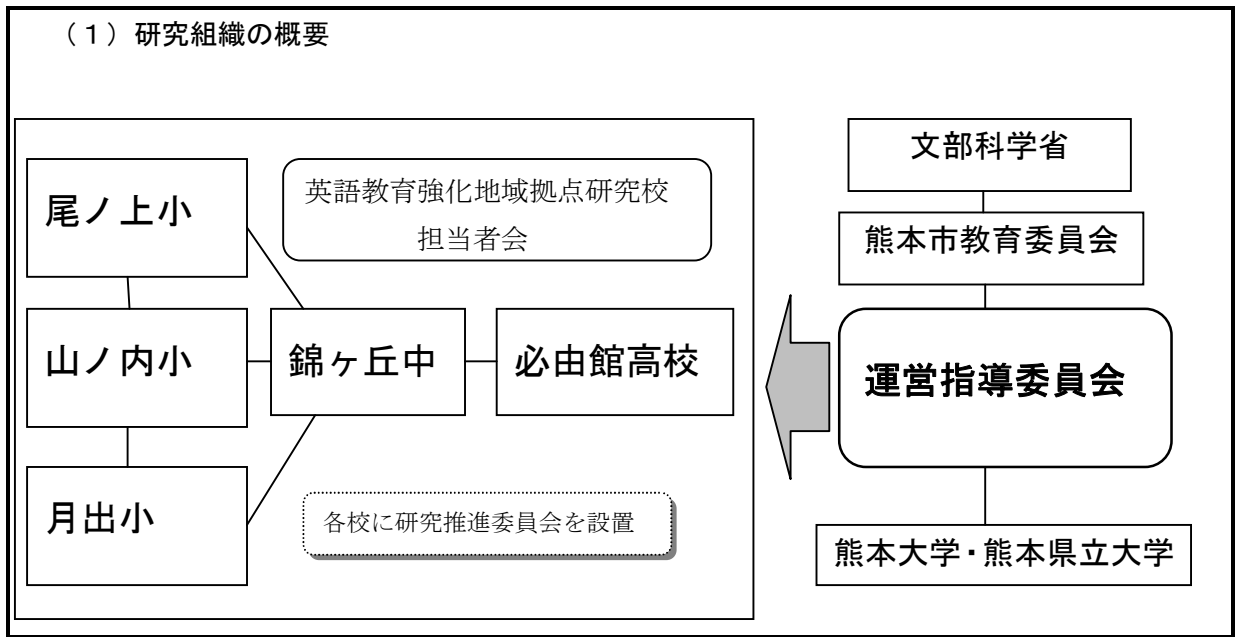 （１）研究組織の概要
尾ノ上小
英語教育強化地域拠点研究校
担当者会
山ノ内小
錦ヶ丘中
必由館高校
月出小
各校に研究推進委員会を設置
文部科学省
熊本市教育委員会
運営指導委員会
熊本大学・熊本県立大学